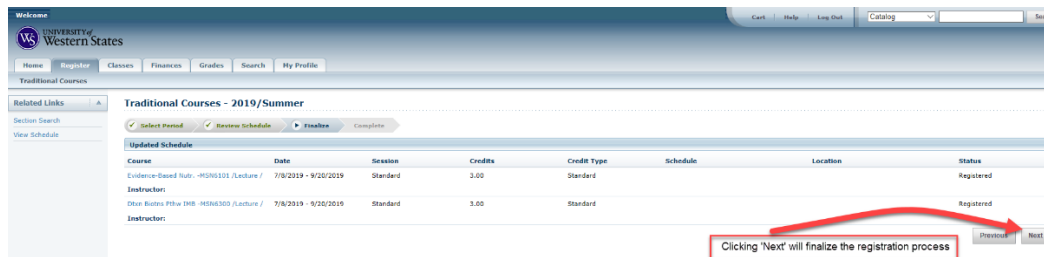 Welcome
Cart Help Log Out Catalog
UNIVERSITY of
Western States
Home Register Classes Finances Grades Search My Profile
Traditional Courses
Related Links
Section Search
View Schedule
Traditional Courses - 2019/Summer
Select Period Review Schedule Finalize Complete
Updated Schedule
Course Date Session Credits Credit Type Schedule Location Status
Evidence-Based Nutr. -MSN6101 /Lecture / 7/8/2019 - 9/20/2019 Standard 3.00 Standard Registered
Instructor:
Dtxn Biotns Pthw IMB -MSN6300 /Lecture / 7/8/2019 - 9/20/2019 Standard 3.00 Standard Registered
Instructor:
Previous Next
Clicking 'Next' will finalize the registration process